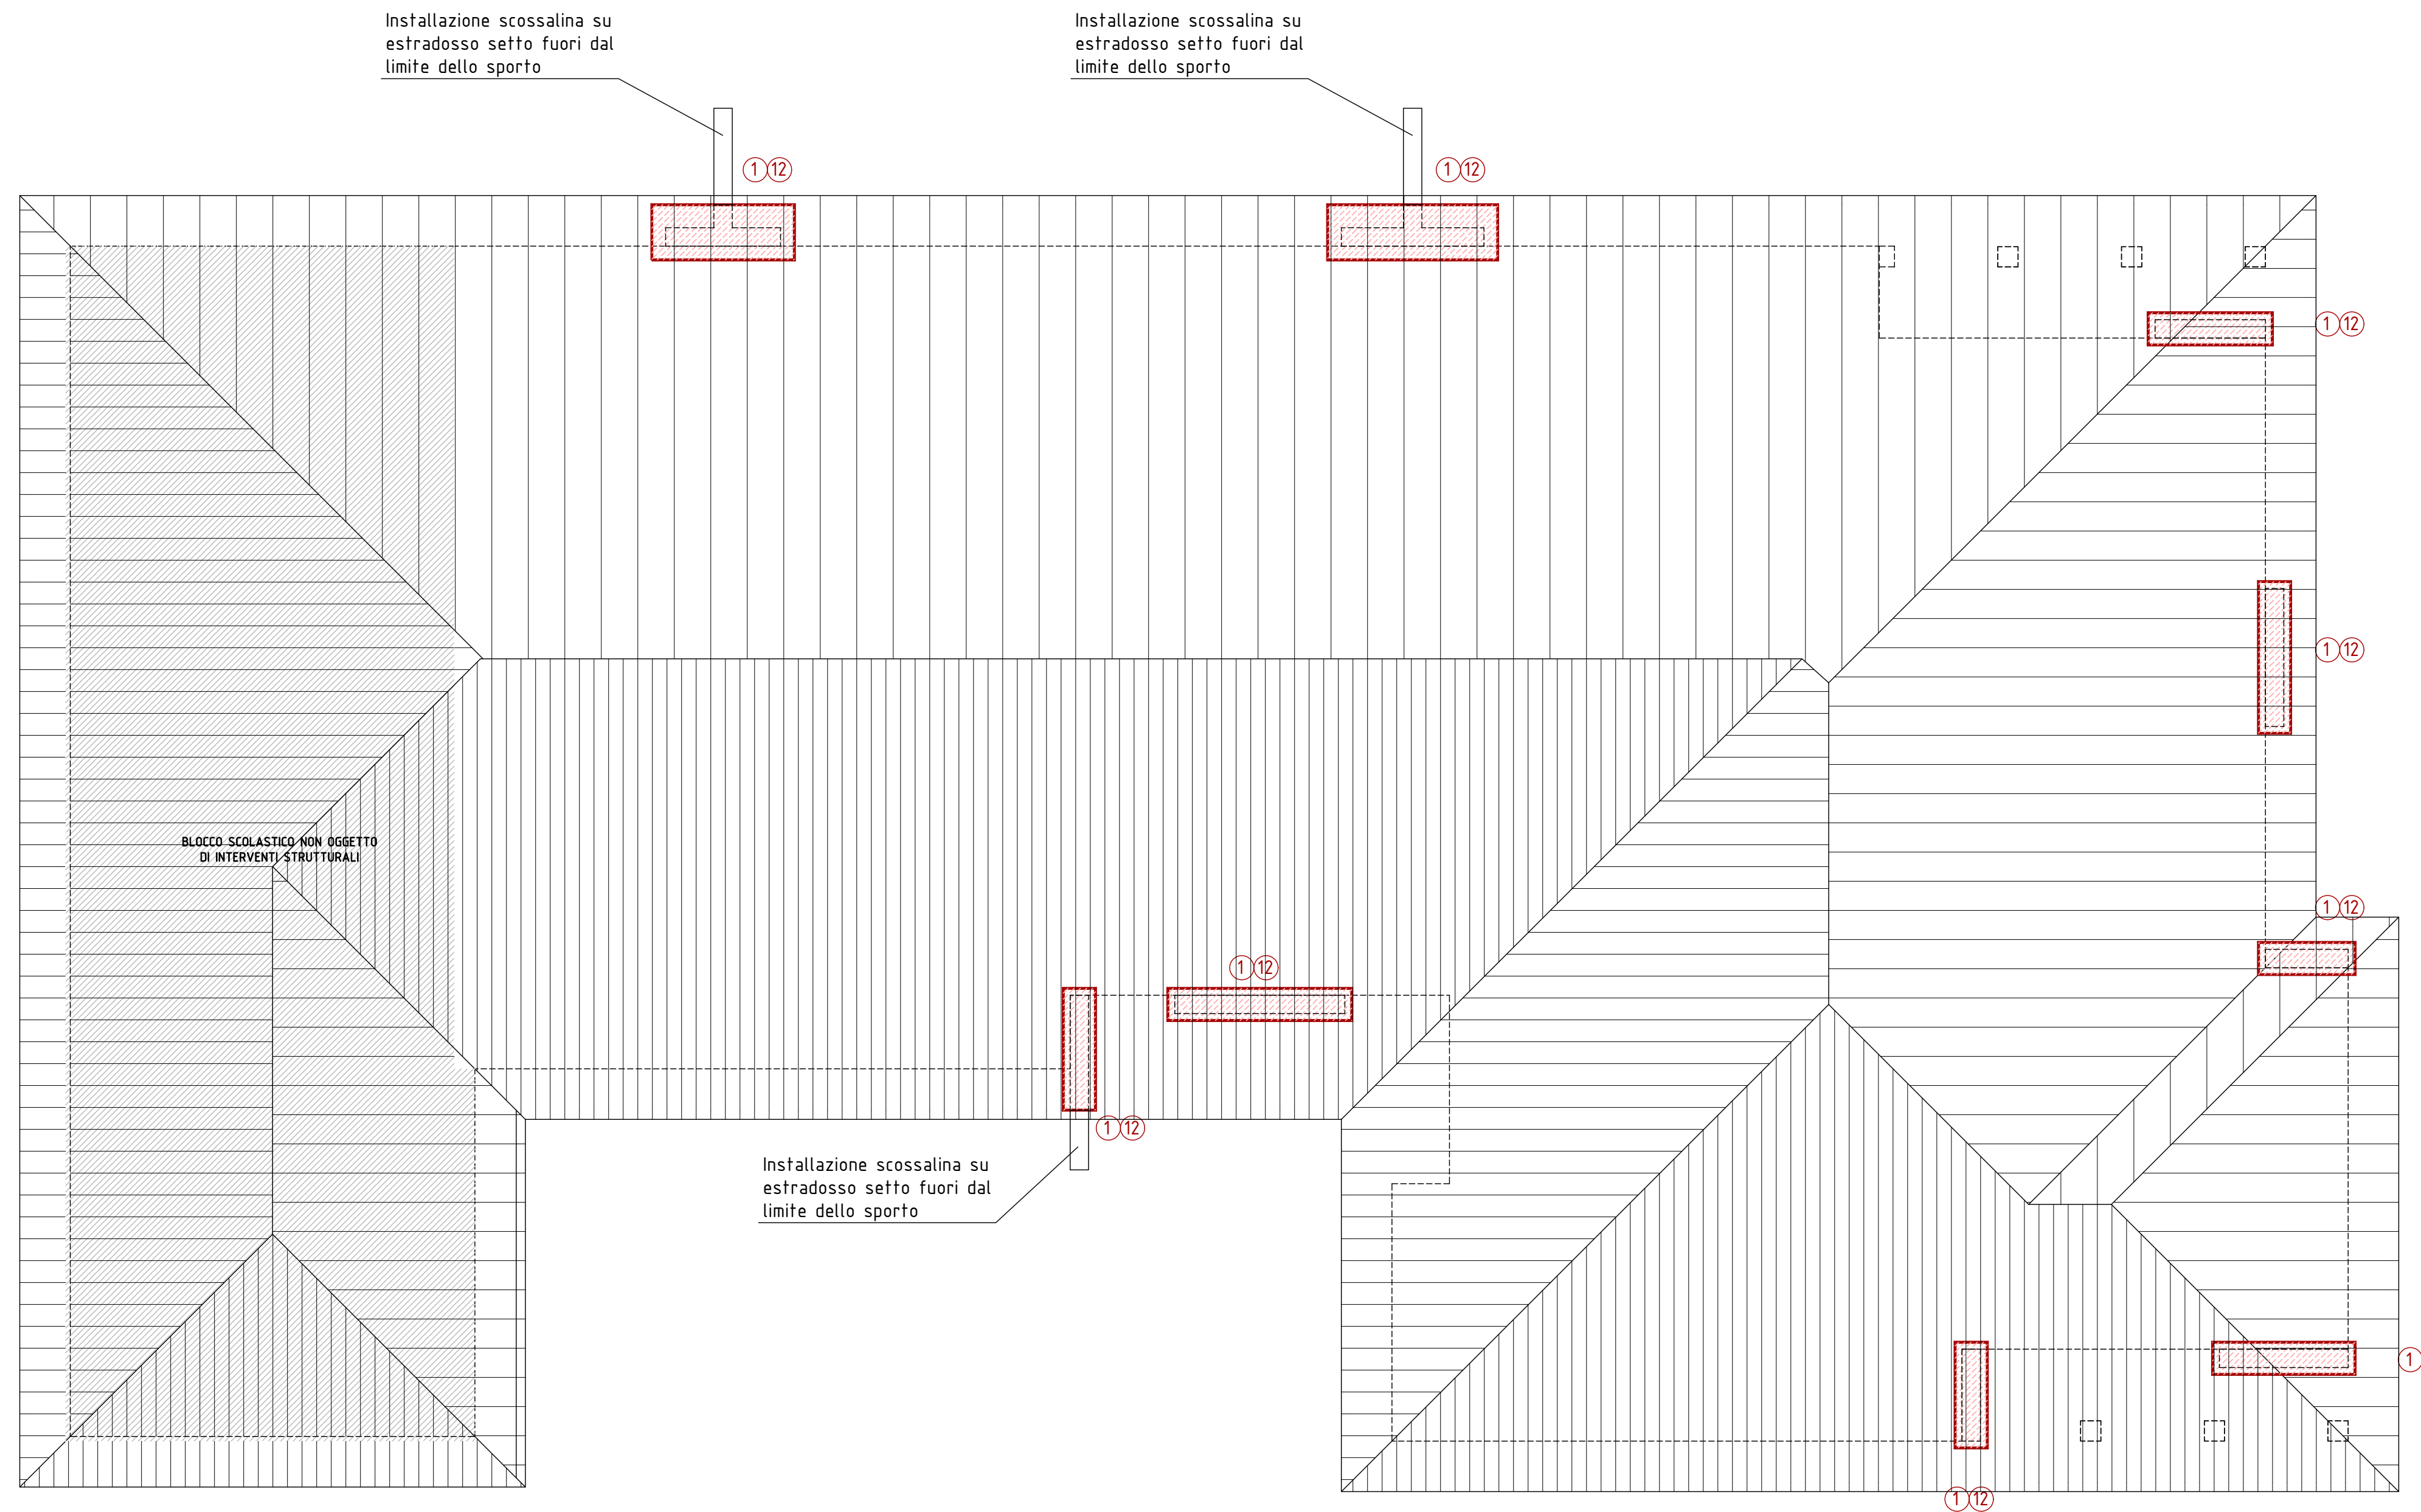 Installazione scossalina su
estradosso setto fuori dal
limite dello sporto
Installazione scossalina su
estradosso setto fuori dal
limite dello sporto
1 12
1 12
1 12
1 12
BLOCCO SCOLASTICO NON OGGETTO
DI INTERVENTI STRUTTURALI
1 12
1 12
1 12
Installazione scossalina su
estradosso setto fuori dal
limite dello sporto
1
1 12